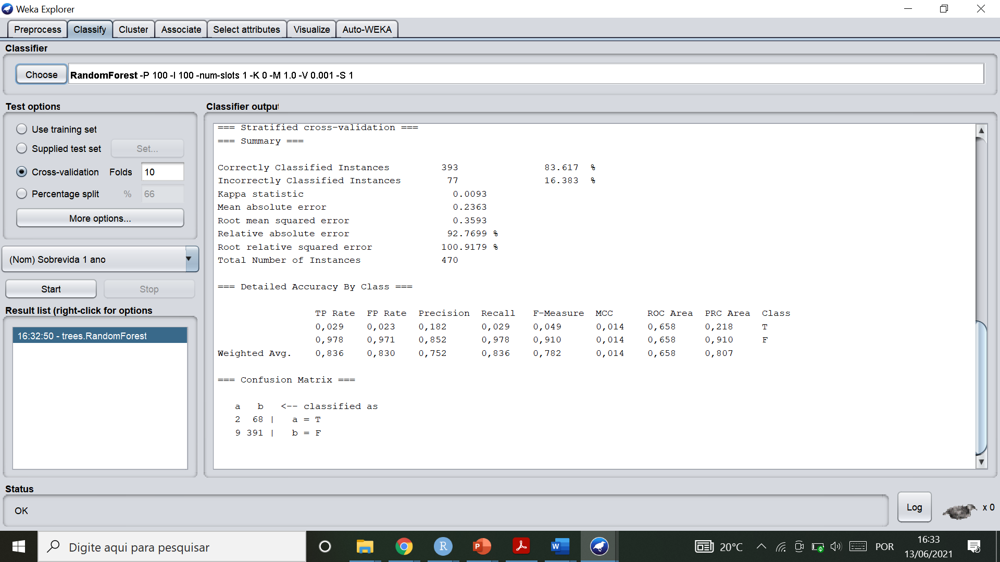 Weka Explorer
Preprocess Classify Cluster Associate Select attributes Visualize Auto-WEKA
Classifier
Choose RandomForest -P 100 -I 100 -num-slots 1 -K 0 -M 1.0 -V 0.001 -S 1
Test options
Use training set
Supplied test set Set...
Cross-validation Folds 10
Percentage split % 66
More options...
(Nom) Sobrevida 1 ano
Start Stop
Result list (right-click for options
16:32:50 - trees.RandomForest
Classifier output
=== Stratified cross-validation ===
=== Summary ===
Correctly Classified Instances 393 83.617 %
Incorrectly Classified Instances 77 16.383 %
Kappa statistic 0.0093
Mean absolute error 0.2363
Root mean squared error 0.3593
Relative absolute error 92.7699 %
Root relative squared error 100.9179 %
Total Number of Instances 470
=== Detailed Accuracy By Class ===
TP Rate FP Rate Precision Recall F-Measure MCC ROC Area PRC Area Class
0,029 0,023 0,182 0,029 0,049 0,014 0,658 0,218 T
0,978 0,971 0,852 0,978 0,910 0,014 0,658 0,910 F
Weighted Avg. 0,836 0,830 0,752 0,836 0,782 0,014 0,658 0,807
=== Confusion Matrix ===
a b <-- classified as
2 68 | a = T
9 391 | b = F
Status
OK
Log
x 0
Digite aqui para pesquisar
R
P
W
20°C
POR
16:33
13/06/2021